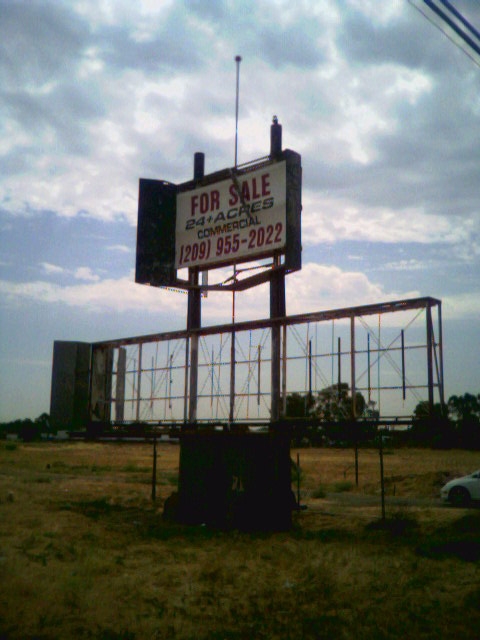 FOR SALE
24+ACRES
COMMERCIAL
(209) 955-2022